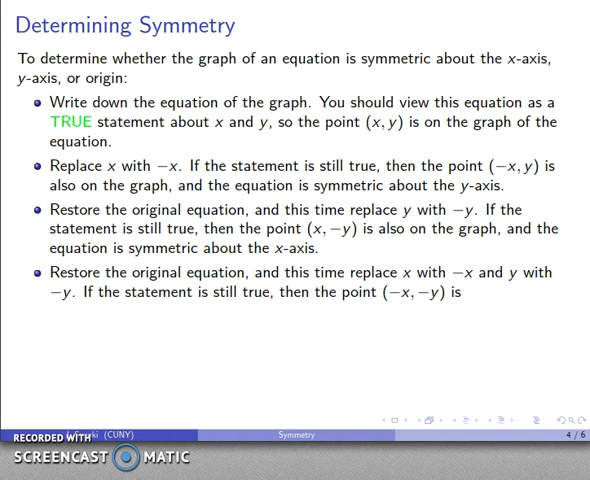 Determining Symmetry
To determine whether the graph of an equation is symmetric about the x-axis,
y-axis, or origin:
Write down the equation of the graph. You should view this equation as a
TRUE statement about x and y, so the point (x, y) is on the graph of the
equation.
Replace x with −x. If the statement is still true, then the point (−x, y) is
also on the graph, and the equation is symmetric about the y-axis.
Restore the original equation, and this time replace y with −y. If the
statement is still true, then the point (x, −y) is also on the graph, and the
equation is symmetric about the x-axis.
Restore the original equation, and this time replace x with −x and y with
−y. If the statement is still true, then the point (−x, −y) is
(CUNY) Symmetry 4 / 6
RECORDED WITH
SCREENCAST MATIC